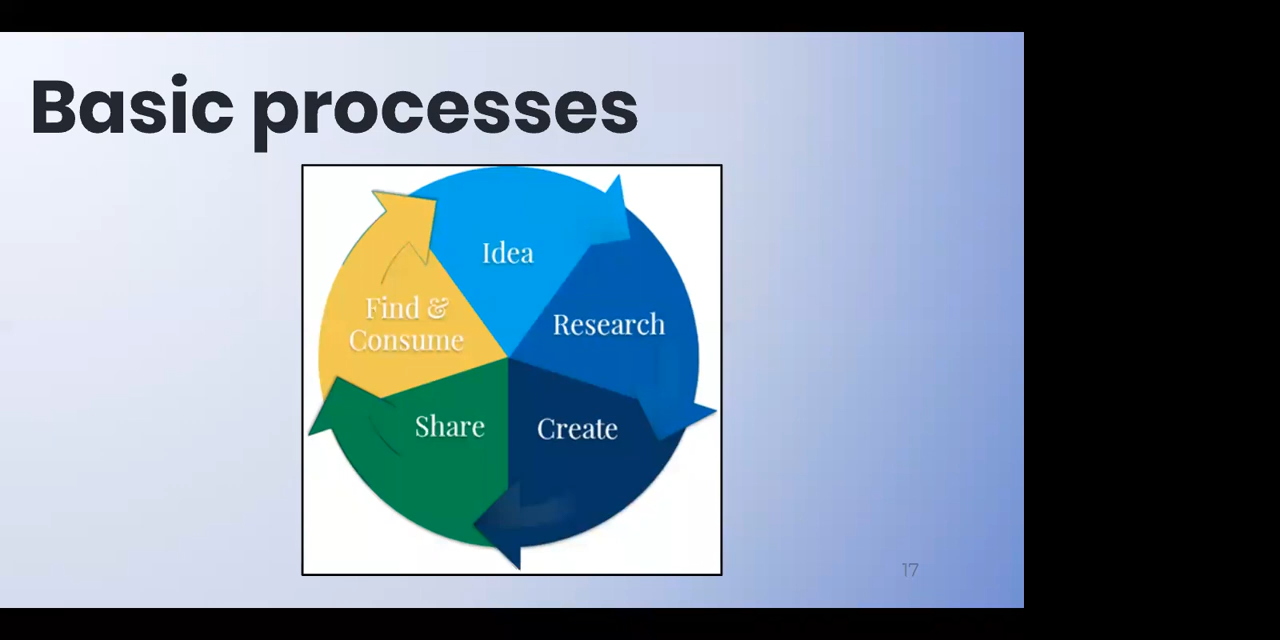 Basic processes
Idea
Research
Find &
Consume
Share
Create
17